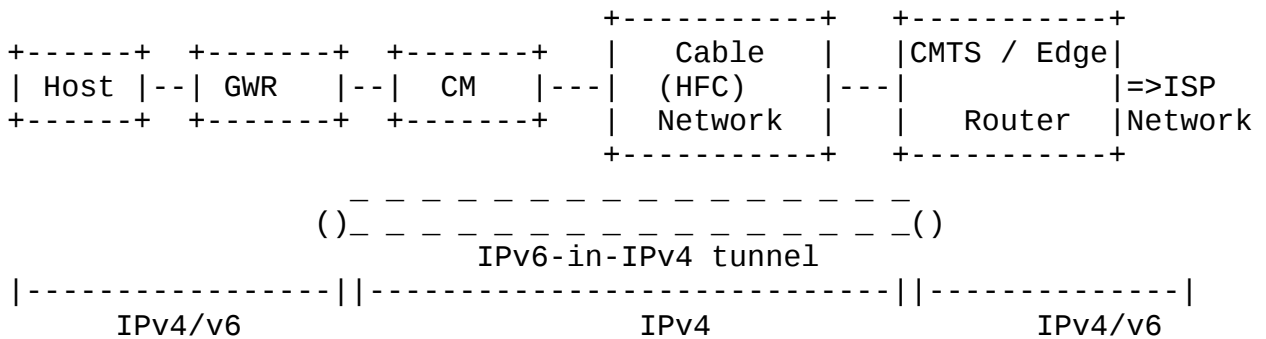 +-----------+   +-----------+
+------+  +-------+  +-------+   |   Cable   |   |CMTS / Edge|
| Host |--| GWR   |--|  CM   |---|  (HFC)    |---|           |=>ISP
+------+  +-------+  +-------+   |  Network  |   |   Router  |Network
                                 +-----------+   +-----------+
                   _ _ _ _ _ _ _ _ _ _ _ _ _ _ _ _
                 ()_ _ _ _ _ _ _ _ _ _ _ _ _ _ _ _()
                          IPv6-in-IPv4 tunnel
|-----------------||-----------------------------||--------------|
      IPv4/v6                      IPv4                  IPv4/v6